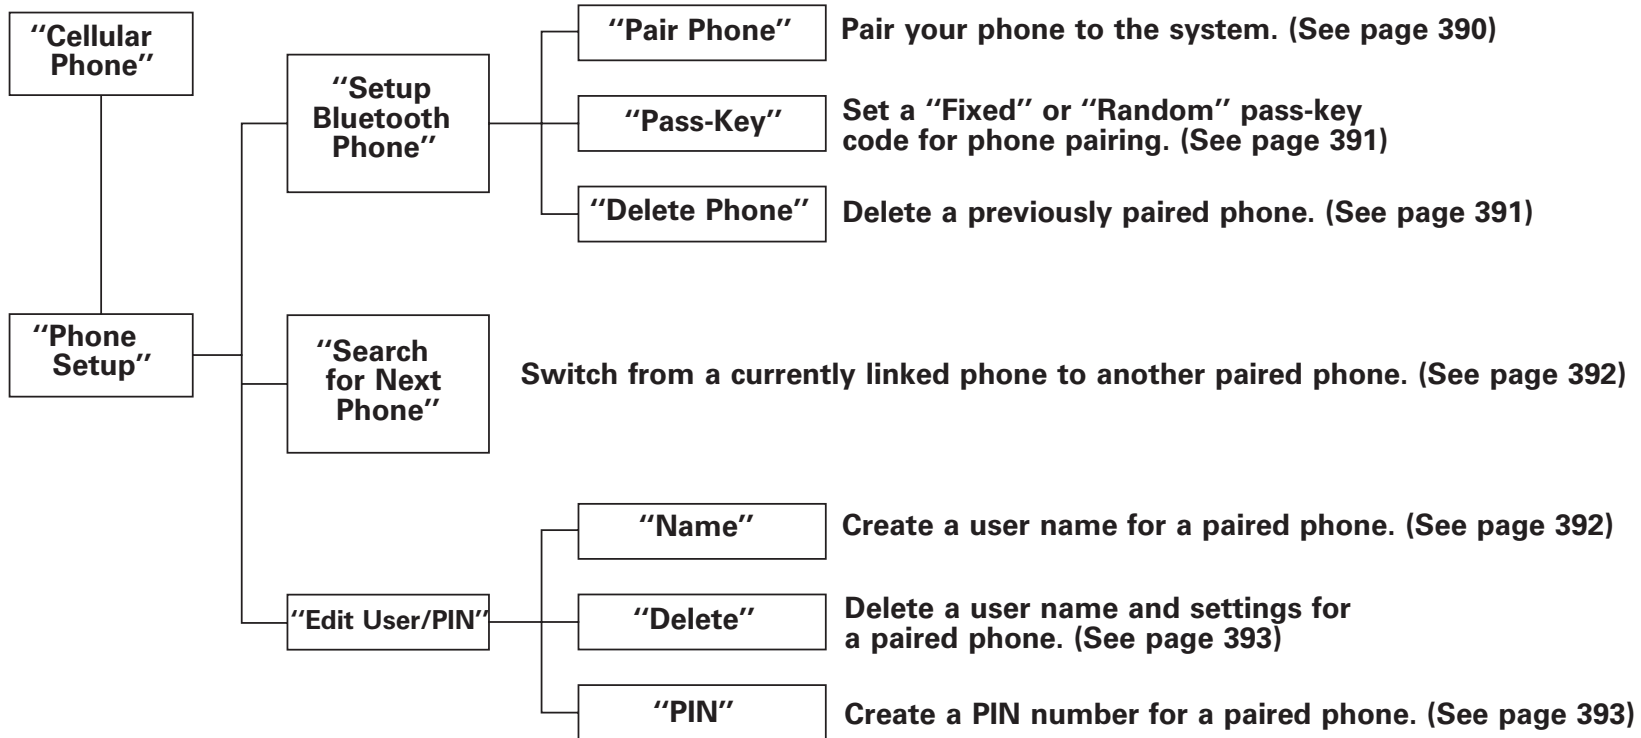 “Cellular
Phone”
“Phone
Setup”
“Setup
Bluetooth
Phone”
“Pair Phone”
Pair your phone to the system. (See page 390)
“Pass-Key”
Set a “Fixed” or “Random” pass-key
code for phone pairing. (See page 391)
“Delete Phone”
Delete a previously paired phone. (See page 391)
“Search
for Next
Phone”
Switch from a currently linked phone to another paired phone. (See page 392)
“Edit User/PIN”
“Name”
Create a user name for a paired phone. (See page 392)
“Delete”
Delete a user name and settings for
a paired phone. (See page 393)
“PIN”
Create a PIN number for a paired phone. (See page 393)